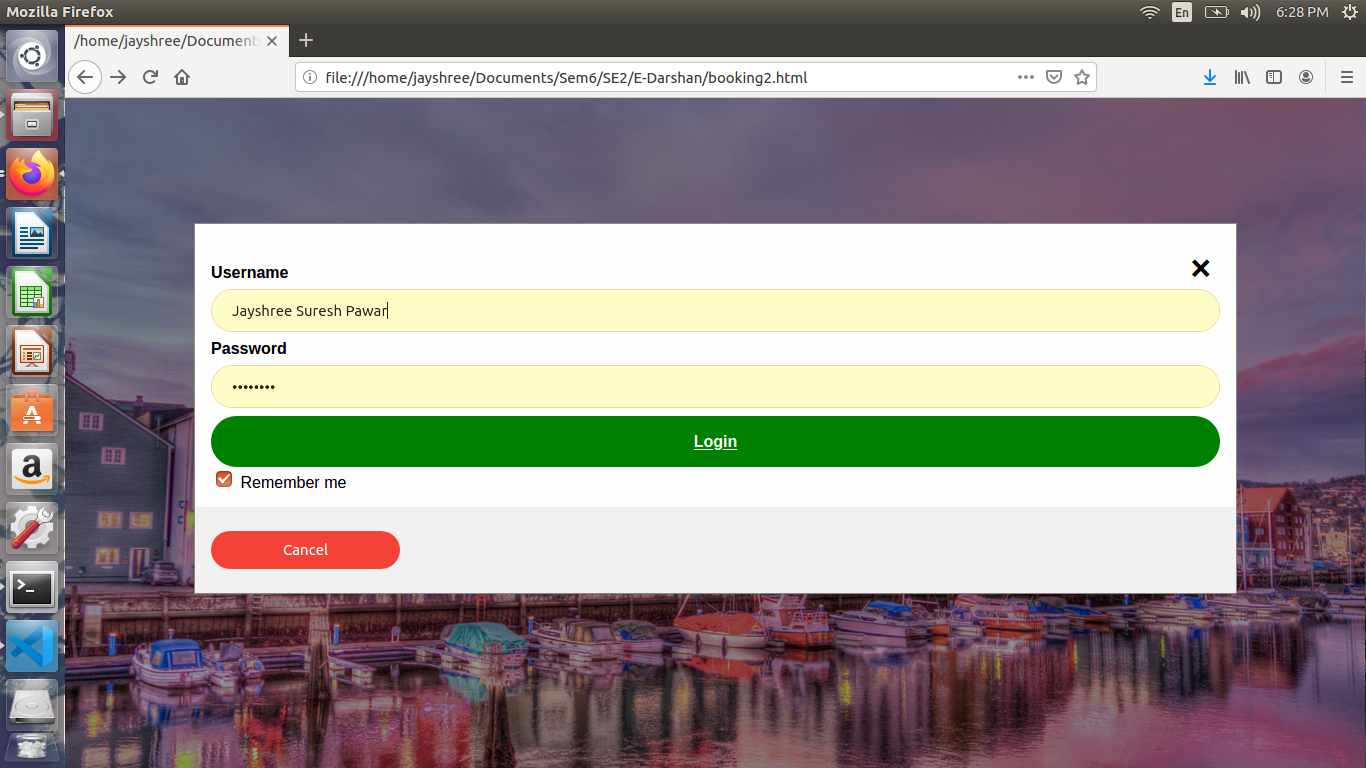 Mozilla Firefox
En
6:28 PM
/home/jayshree/Document
file:///home/jayshree/Documents/Sem6/SE2/E-Darshan/booking2.html
Username
Jayshree Suresh Pawar
Password
••••••••
Login
Remember me
Cancel